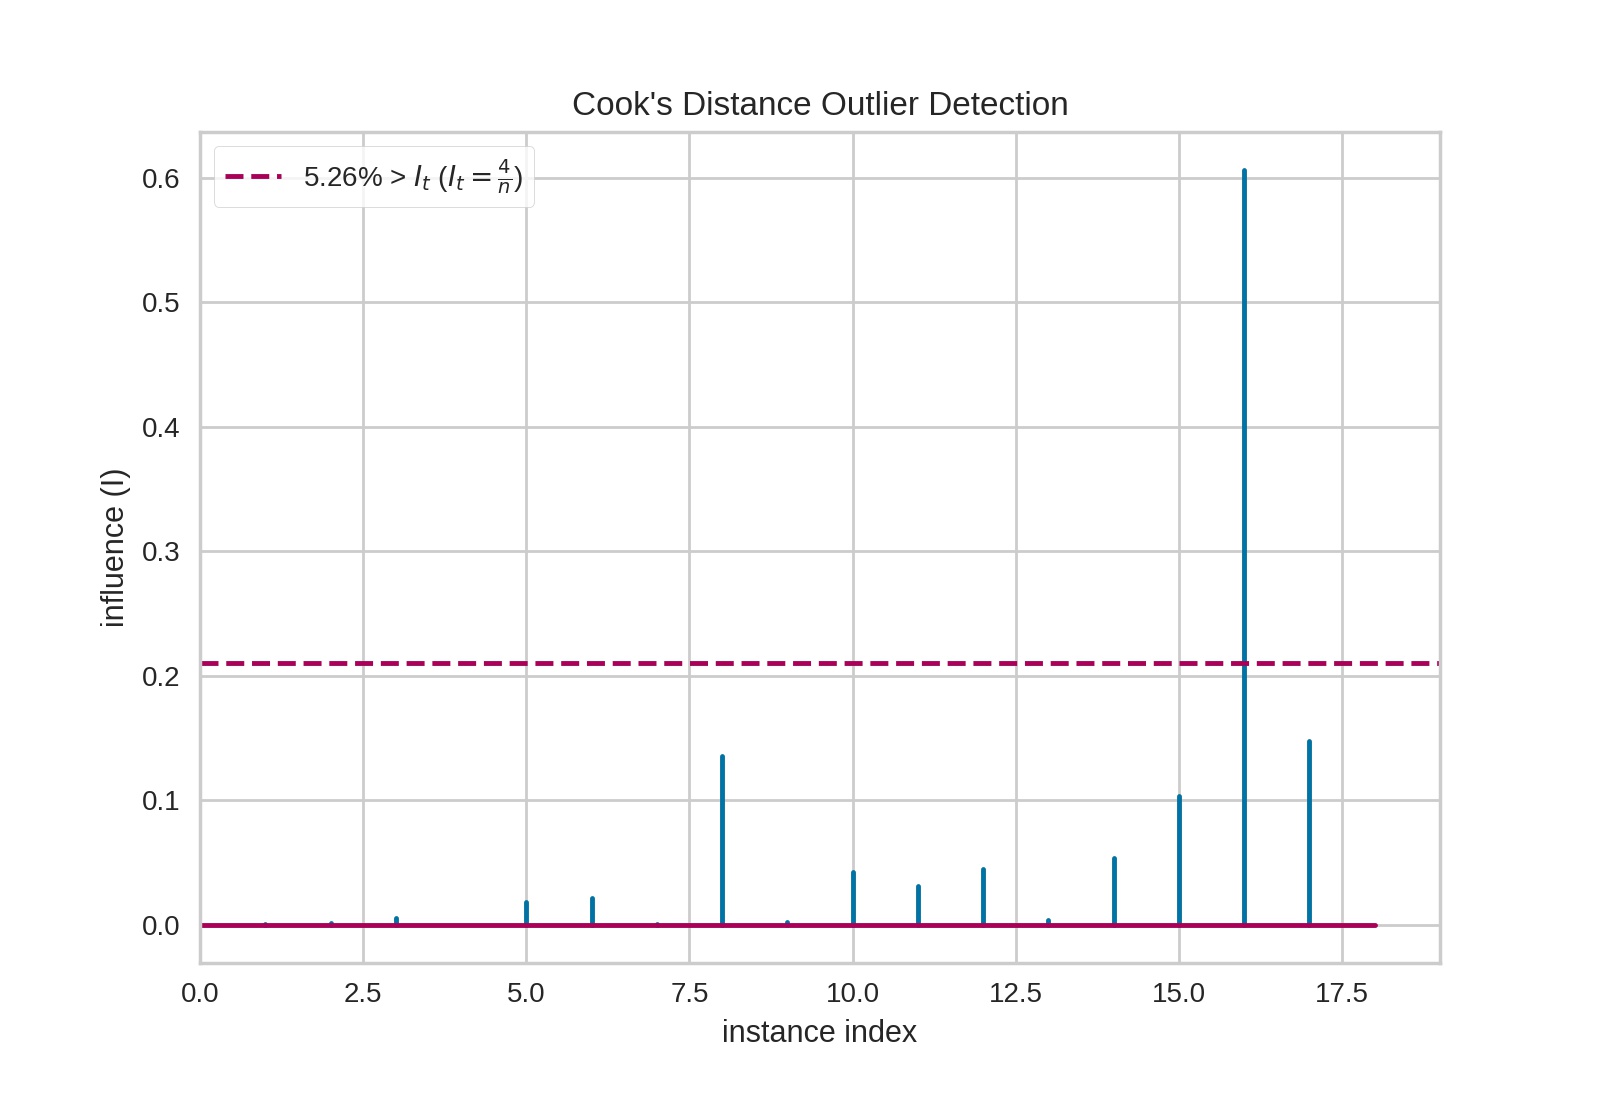 Cook's Distance Outlier Detection
5.26% > I_t (I_t = 4/n)
0.6
0.5
0.4
0.3
0.2
0.1
0.0
influence (I)
0.0 2.5 5.0 7.5 10.0 12.5 15.0 17.5
instance index